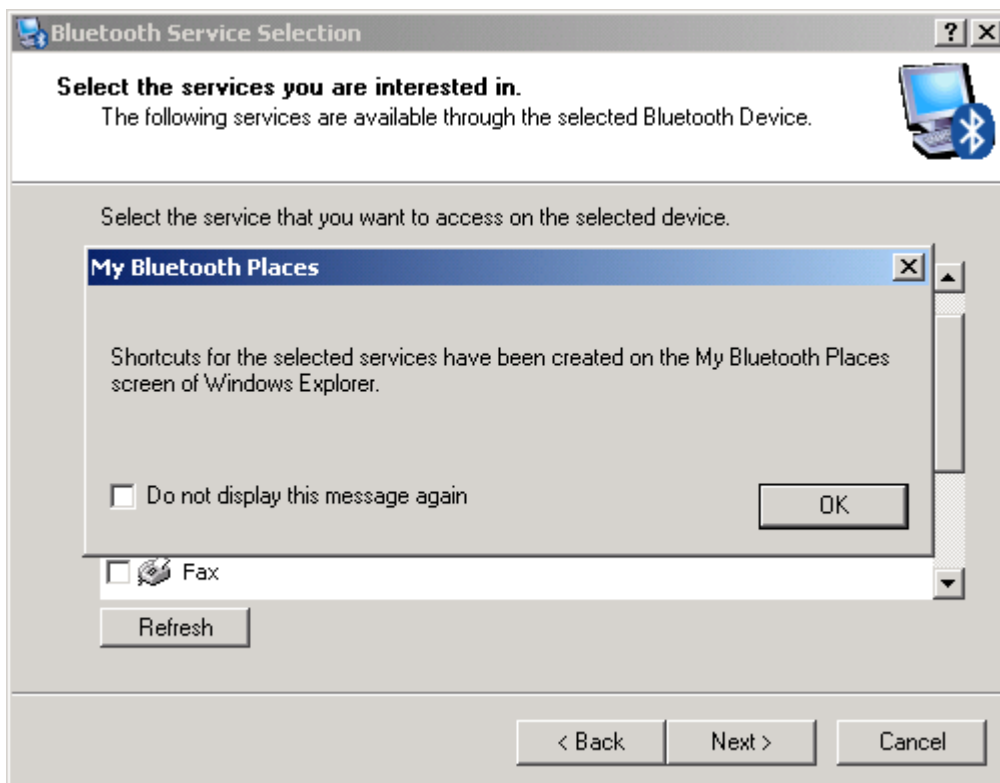 Bluetooth Service Selection
Select the services you are interested in.
The following services are available through the selected Bluetooth Device.
Select the service that you want to access on the selected device.
My Bluetooth Places
Shortcuts for the selected services have been created on the My Bluetooth Places
screen of Windows Explorer.
Do not display this message again
OK
Fax
Refresh
< Back
Next >
Cancel